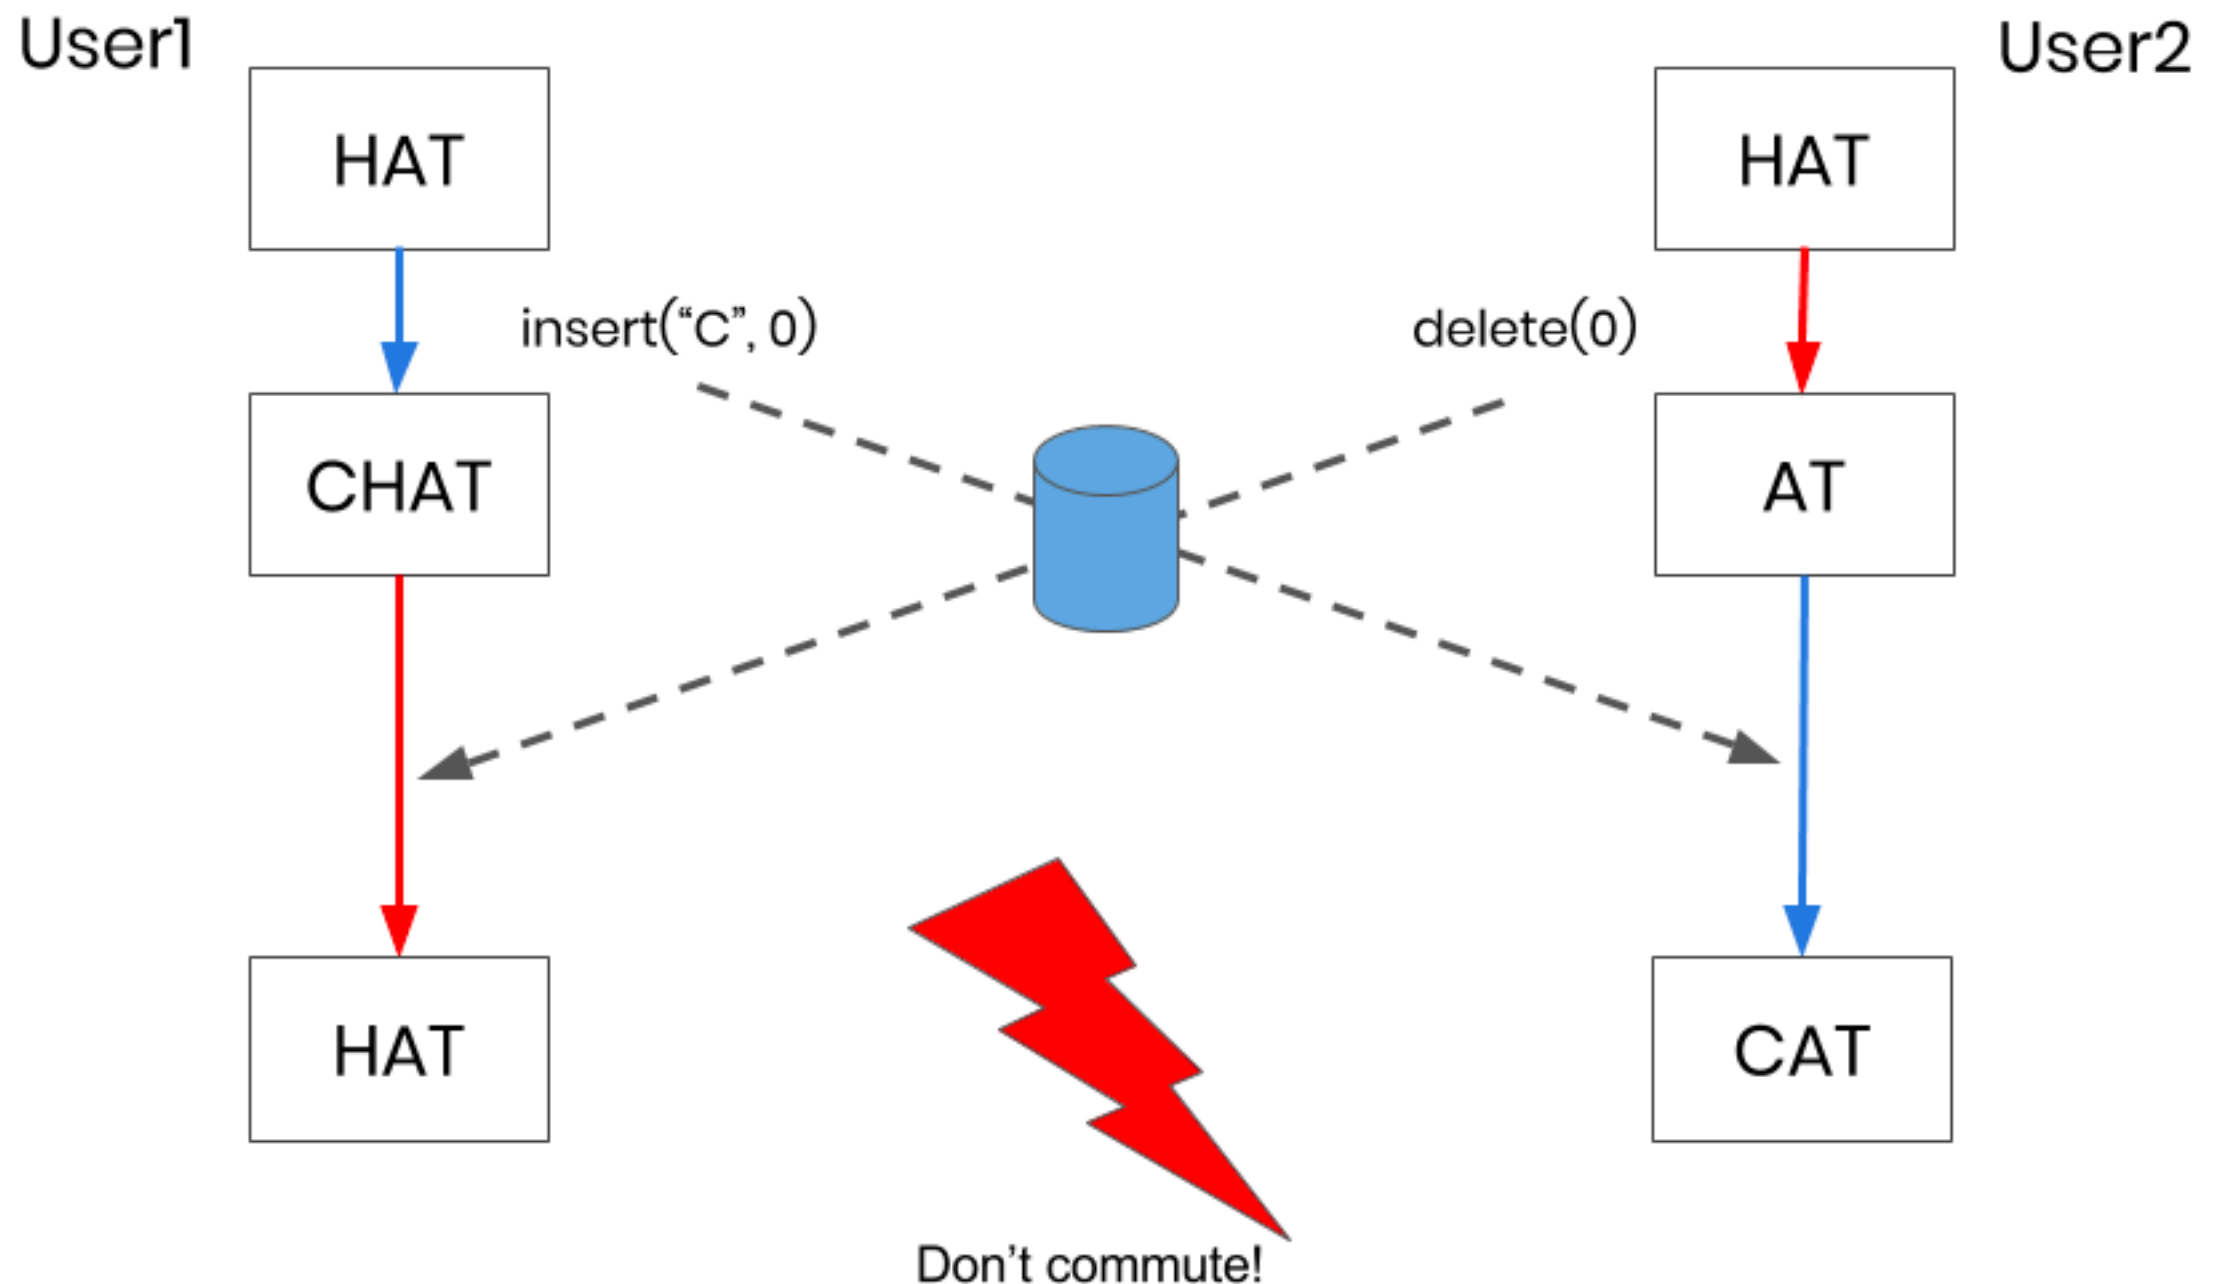 User1
User2
HAT
HAT
insert(“C”, 0)
delete(0)
CHAT
AT
HAT
CAT
Don’t commute!